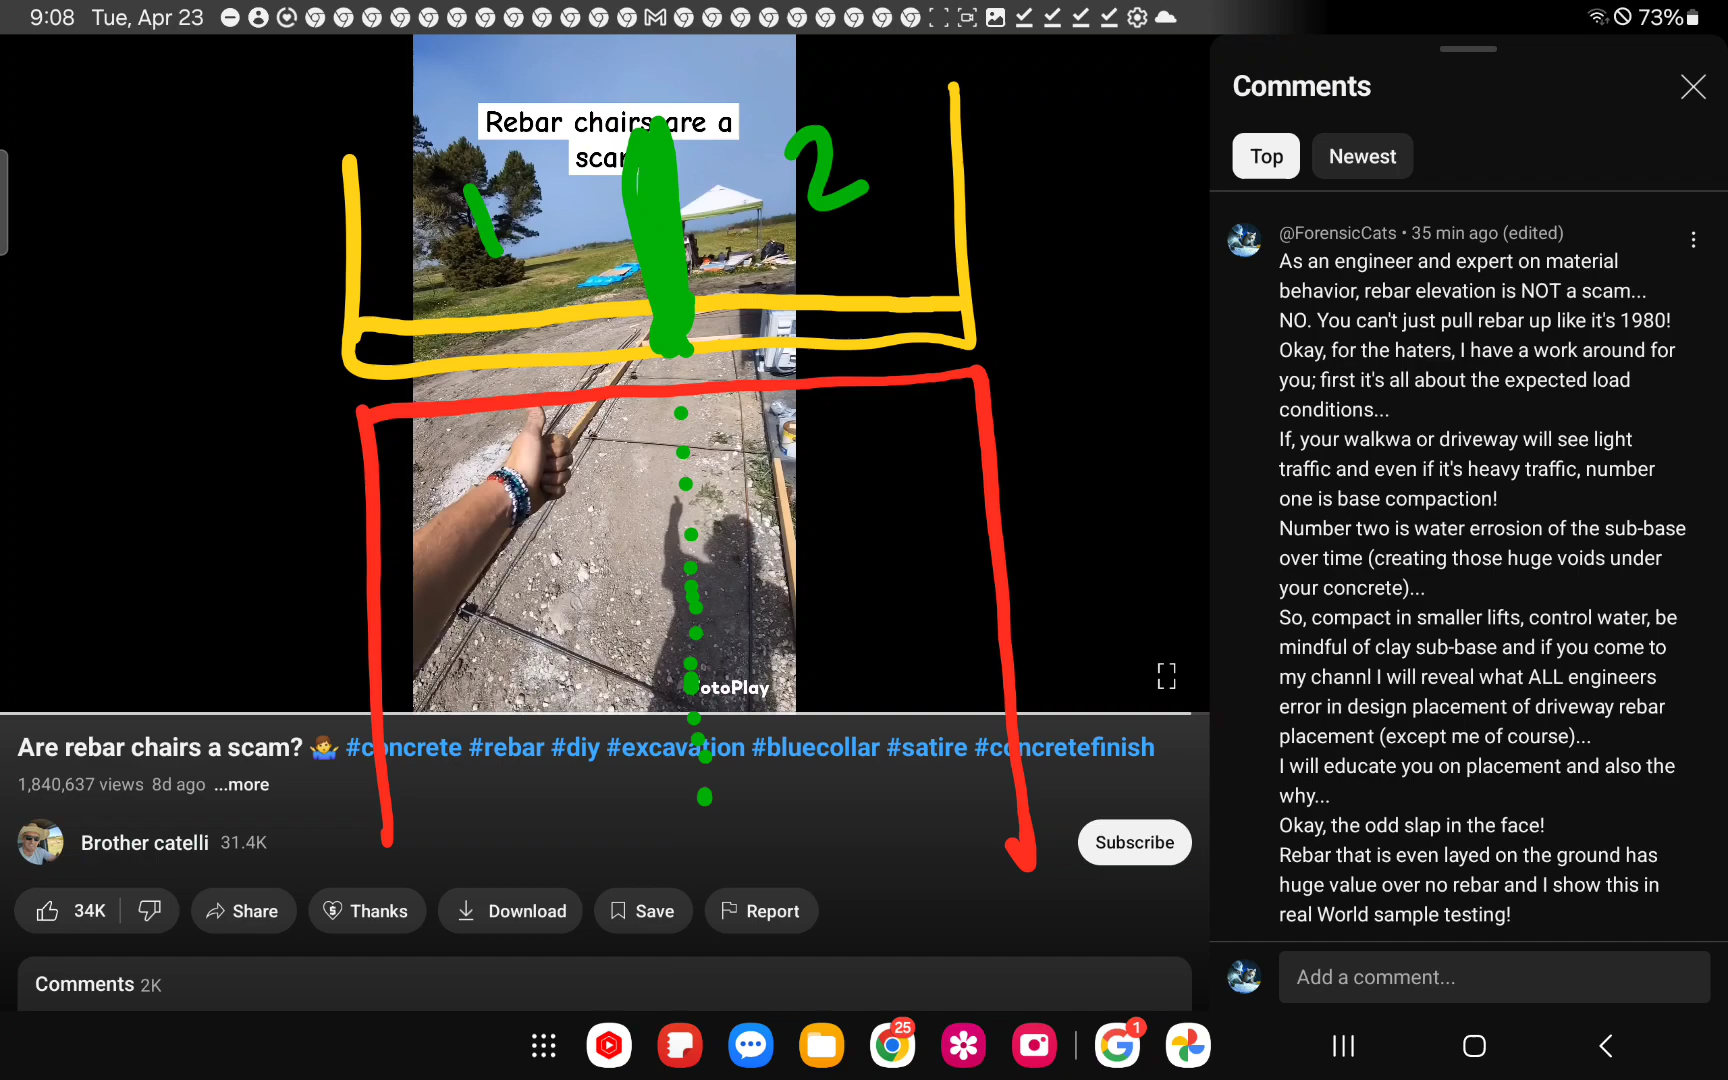 9:08 Tue, Apr 23
73%
Rebar chairs are a
1
2
otoPlay
Are rebar chairs a scam? 🤷 #concrete #rebar #diy #excavation #bluecollar #satire #concretefinish
1,840,637 views 8d ago ...more
Brother catelli 31.4K
Subscribe
34K
Share
Thanks
Download
Save
Report
Comments 2K
Comments
Top
Newest
@ForensicCats • 35 min ago (edited)
As an engineer and expert on material
behavior, rebar elevation is NOT a scam...
NO. You can't just pull rebar up like it's 1980!
Okay, for the haters, I have a work around for
you; first it's all about the expected load
conditions...
If, your walkwa or driveway will see light
traffic and even if it's heavy traffic, number
one is base compaction!
Number two is water errosion of the sub-base
over time (creating those huge voids under
your concrete)...
So, compact in smaller lifts, control water, be
mindful of clay sub-base and if you come to
my channl I will reveal what ALL engineers
error in design placement of driveway rebar
placement (except me of course)...
I will educate you on placement and also the
why...
Okay, the odd slap in the face!
Rebar that is even layed on the ground has
huge value over no rebar and I show this in
real World sample testing!
Add a comment...
25
1